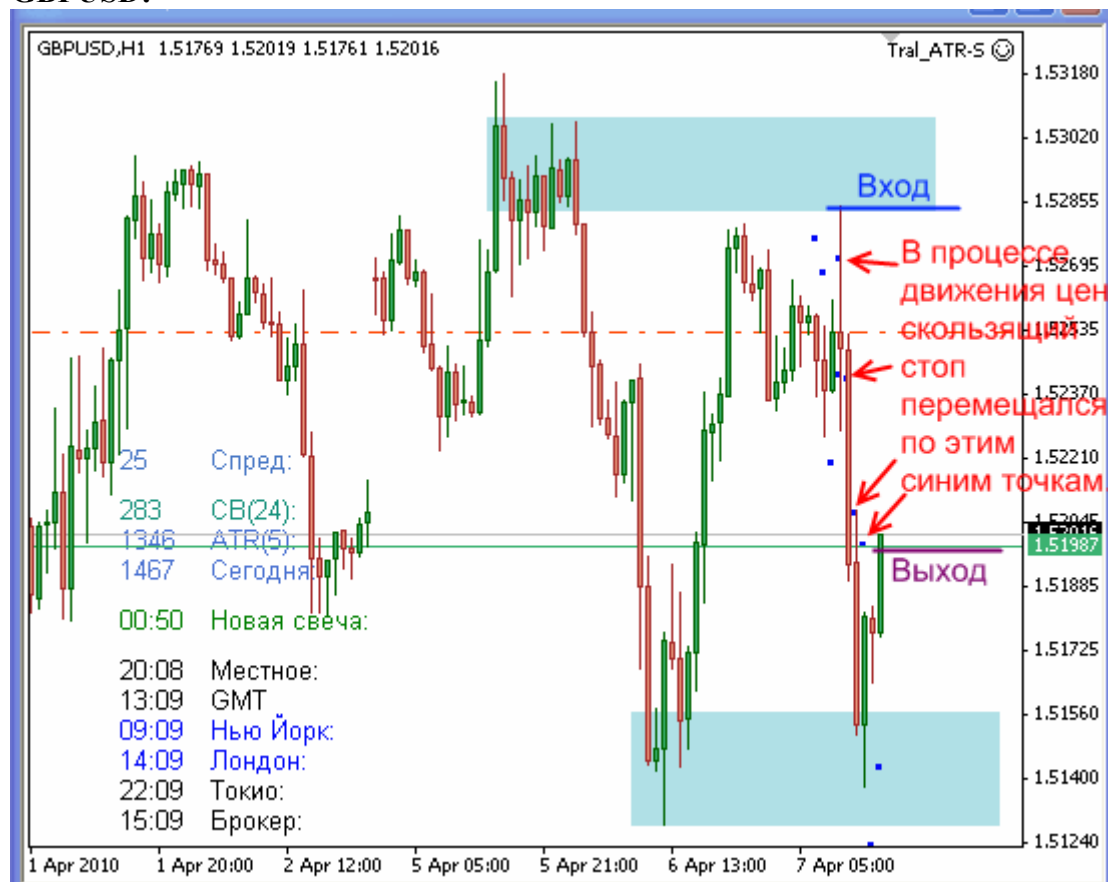 GBPUSD,H1 1.51769 1.52019 1.51761 1.52016
Tral_ATR-S
1.53180
1.53020
1.52855
1.52695
1.52535
1.52370
1.52210
1.52045
1.51987
1.51885
1.51725
1.51560
1.51400
1.51240
Вход
В процессе
движения цен
скользящий
стоп
перемещался
по этим
синим точкам.
Выход
25 Спред:
283 СВ(24):
1346 ATR(5):
1467 Сегодня:
00:50 Новая свеча:
20:08 Местное:
13:09 GMT
09:09 Нью Йорк:
14:09 Лондон:
22:09 Токио:
15:09 Брокер:
1 Apr 2010 1 Apr 20:00 2 Apr 12:00 5 Apr 05:00 5 Apr 21:00 6 Apr 13:00 7 Apr 05:00